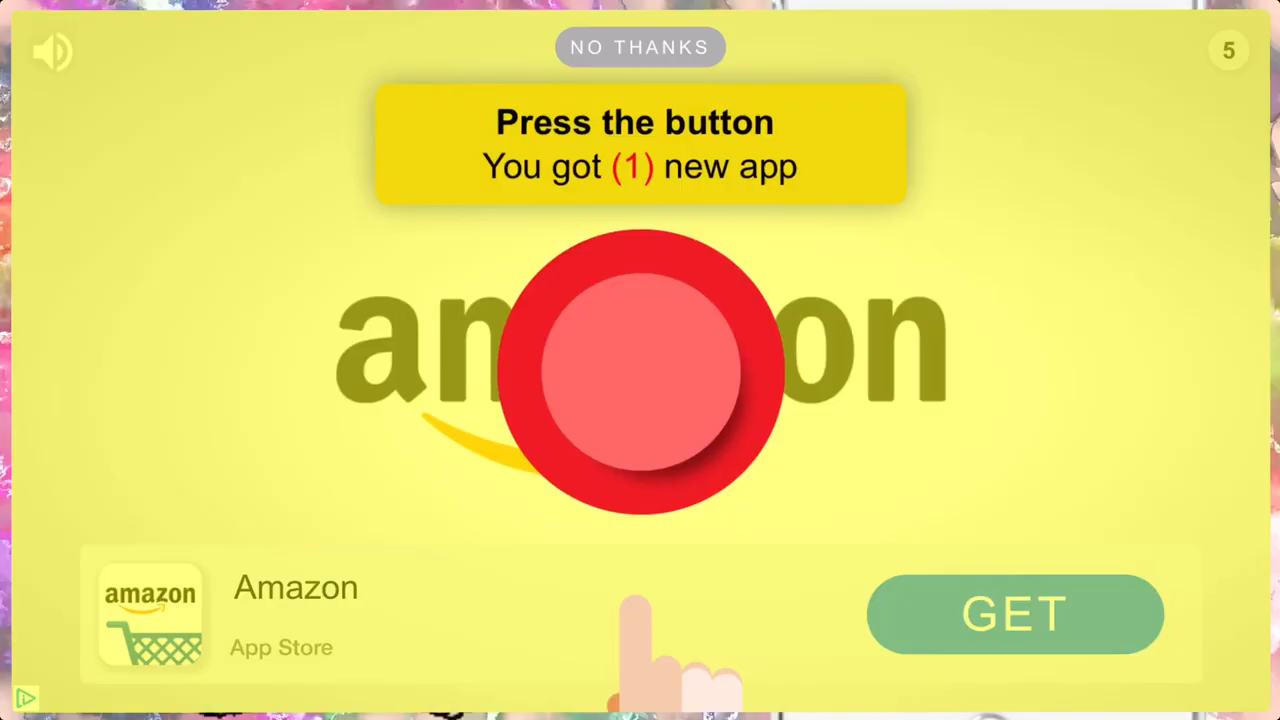 NO THANKS
5
Press the button
You got (1) new app
amazon
Amazon
App Store
GET